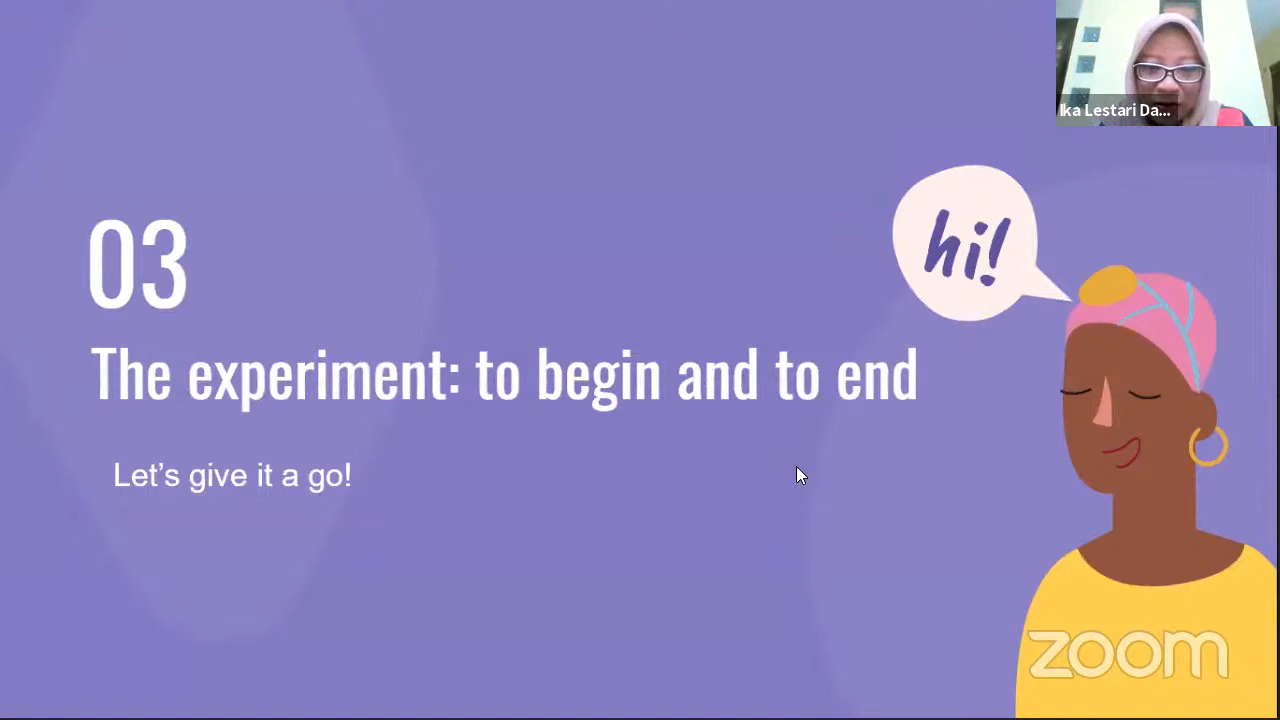 Ika Lestari Da...
hi!
03
The experiment: to begin and to end
Let’s give it a go!
zoom